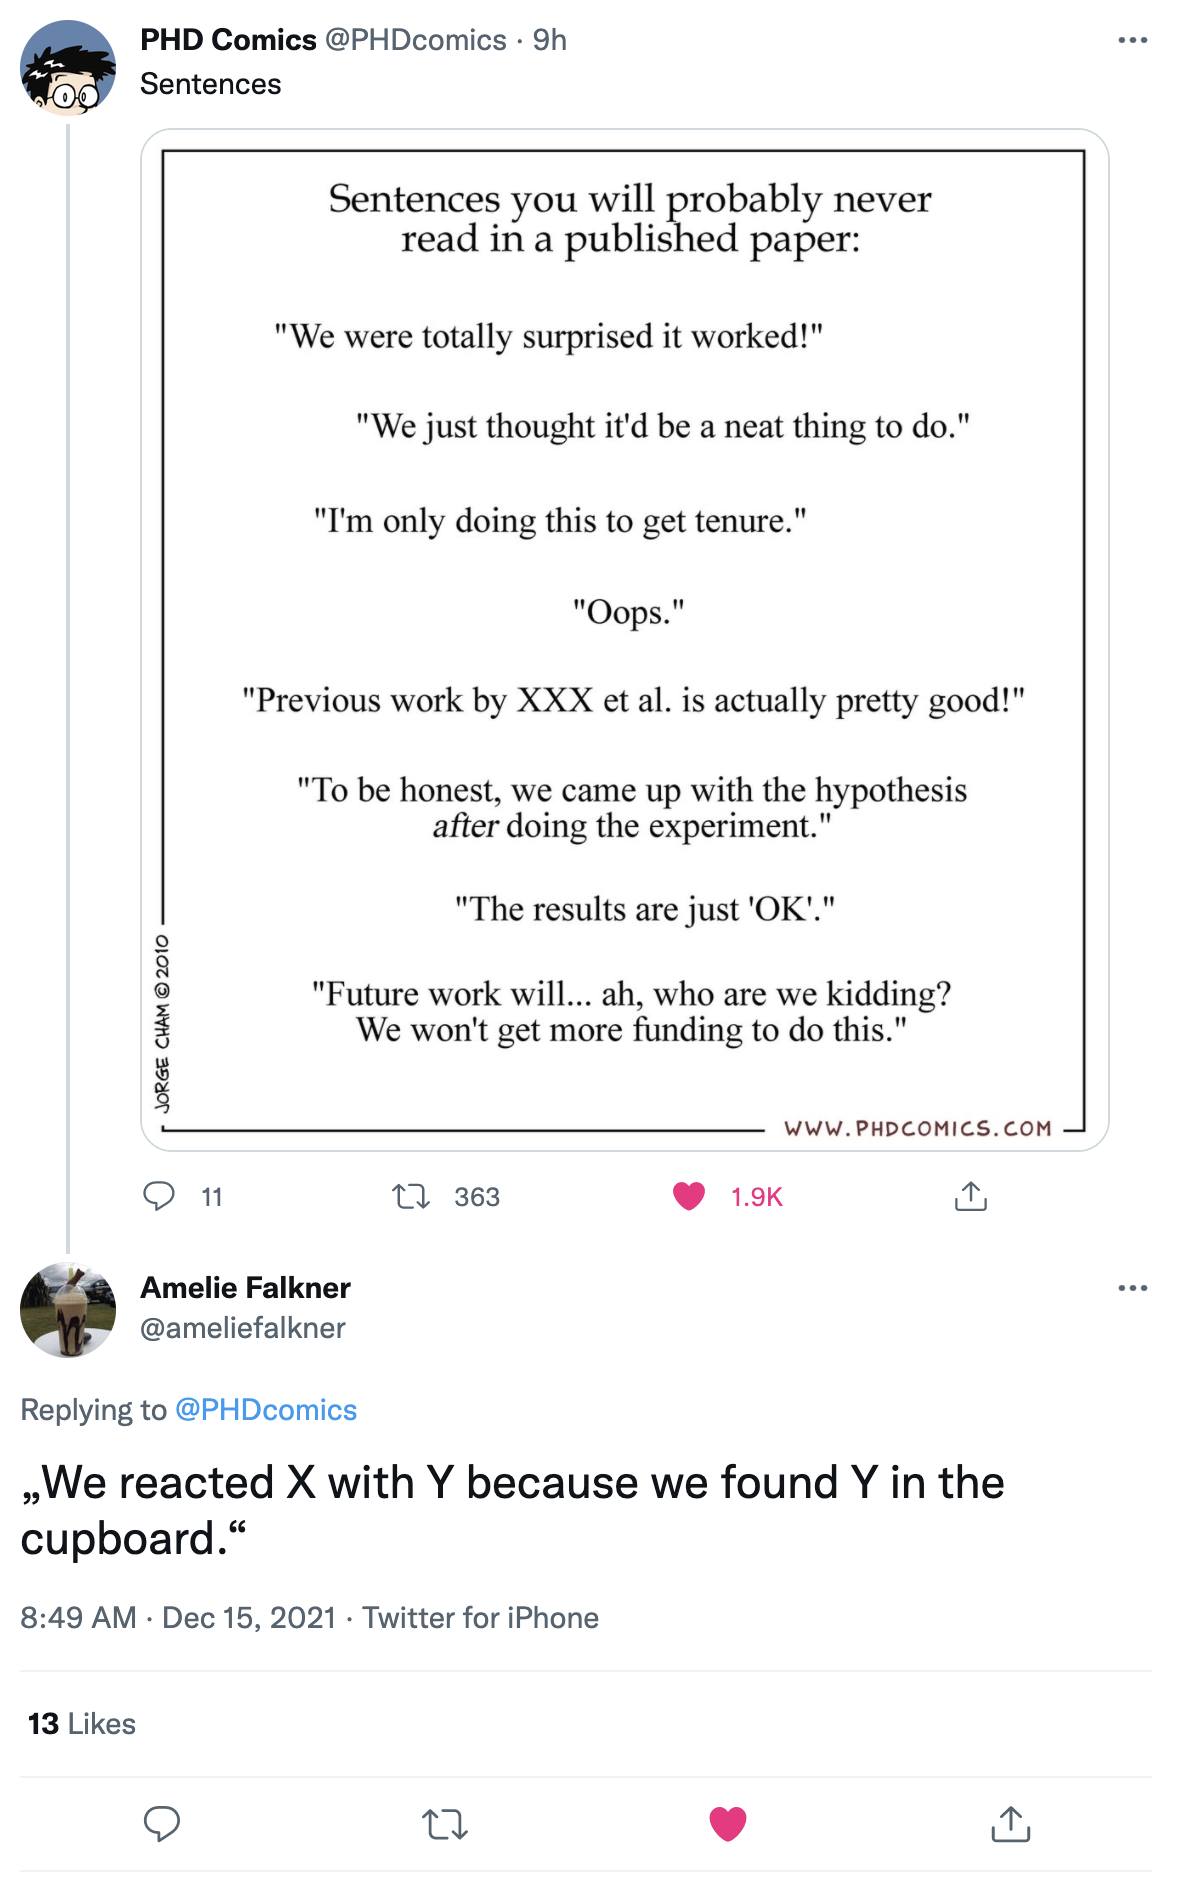 PHD Comics @PHDcomics · 9h
Sentences
Sentences you will probably never
read in a published paper:
"We were totally surprised it worked!"
"We just thought it'd be a neat thing to do."
"I'm only doing this to get tenure."
"Oops."
"Previous work by XXX et al. is actually pretty good!"
"To be honest, we came up with the hypothesis
after doing the experiment."
"The results are just 'OK'."
"Future work will... ah, who are we kidding?
We won't get more funding to do this."
JORGE CHAM © 2010
WWW.PHDCOMICS.COM
11 363 1.9K
Amelie Falkner
@ameliefalkner
Replying to @PHDcomics
„We reacted X with Y because we found Y in the
cupboard.“
8:49 AM · Dec 15, 2021 · Twitter for iPhone
13 Likes